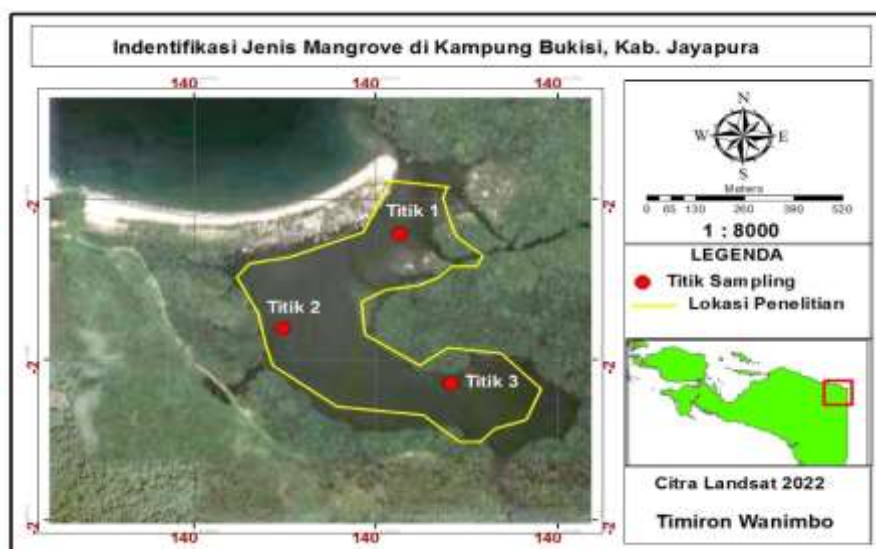 Indentifikasi Jenis Mangrove di Kampung Bukisi, Kab. Jayapura
140 140 140
Titik 1
Titik 2
Titik 3
140 140 140
N
W E
S
Meters
0 65 130 260 390 520
1 : 8000
LEGENDA
Titik Sampling
Lokasi Penelitian
Citra Landsat 2022
Timiron Wanimbo